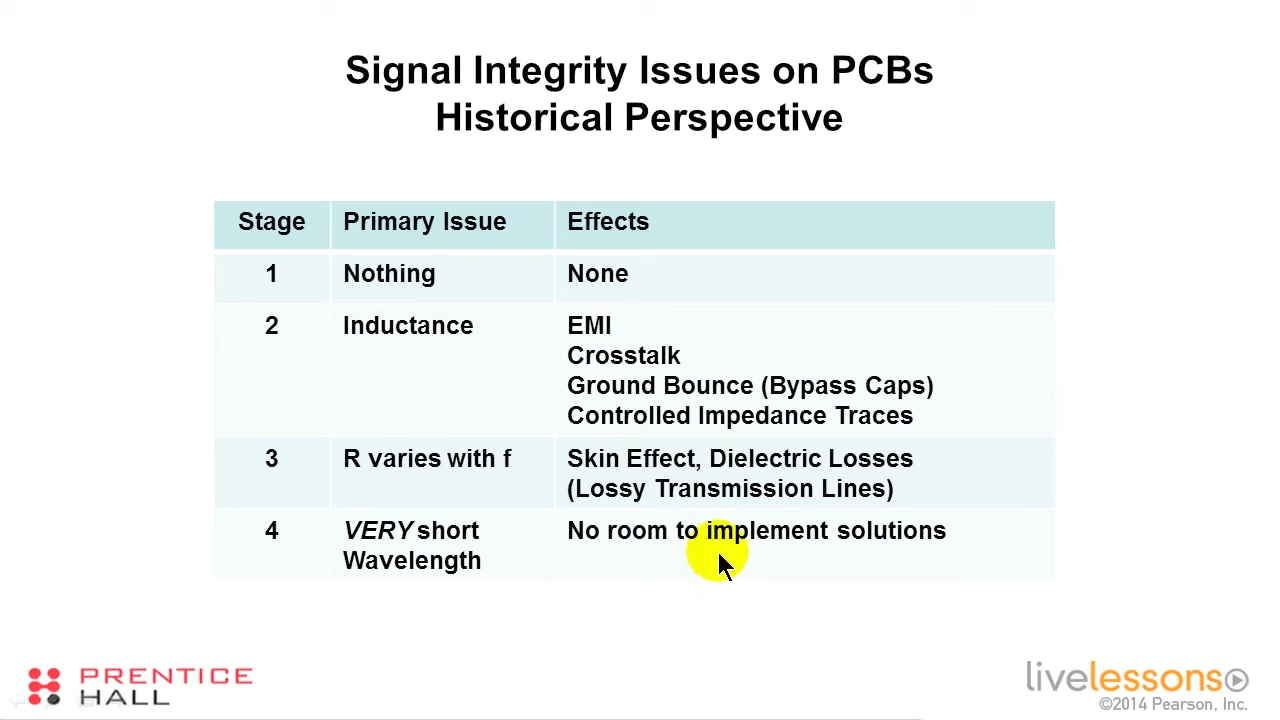 Signal Integrity Issues on PCBs
Historical Perspective
Stage Primary Issue Effects
1 Nothing None
2 Inductance EMI
Crosstalk
Ground Bounce (Bypass Caps)
Controlled Impedance Traces
3 R varies with f Skin Effect, Dielectric Losses
(Lossy Transmission Lines)
4 VERY short No room to implement solutions
Wavelength
PRENTICE
HALL
livelessons
©2014 Pearson, Inc.